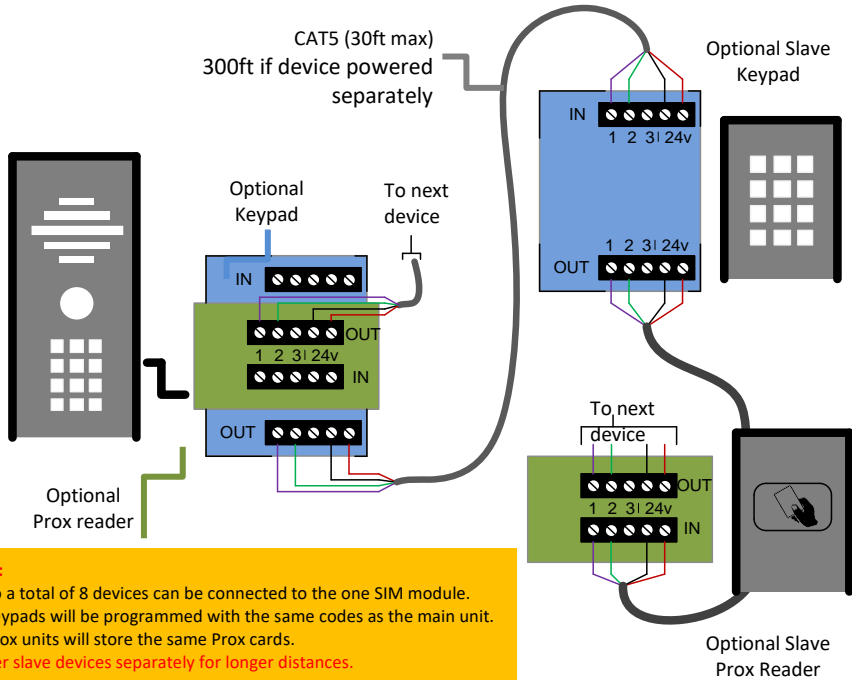 CAT5 (30ft max)
300ft if device powered
separately
Optional Slave
Keypad
IN
1 2 3| 24v
1 2 3| 24v
OUT
Optional
Keypad
To next
device
IN
OUT
1 2 3| 24v
IN
OUT
Optional
Prox reader
To next
device
OUT
1 2 3| 24v
IN
Optional Slave
Prox Reader
:
a total of 8 devices can be connected to the one SIM module.
will be programmed with the same codes as the main unit.
units will store the same Prox cards.
slave devices separately for longer distances.